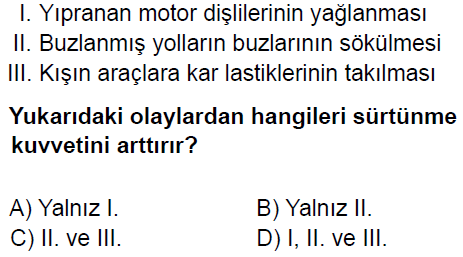 I. Yıpranan motor dişlilerinin yağlanması
II. Buzlanmış yolların buzlarının sökülmesi
III. Kışın araçlara kar lastiklerinin takılması
Yukarıdaki olaylardan hangileri sürtünme
kuvvetini arttırır?
A) Yalnız I. B) Yalnız II.
C) II. ve III. D) I, II. ve III.